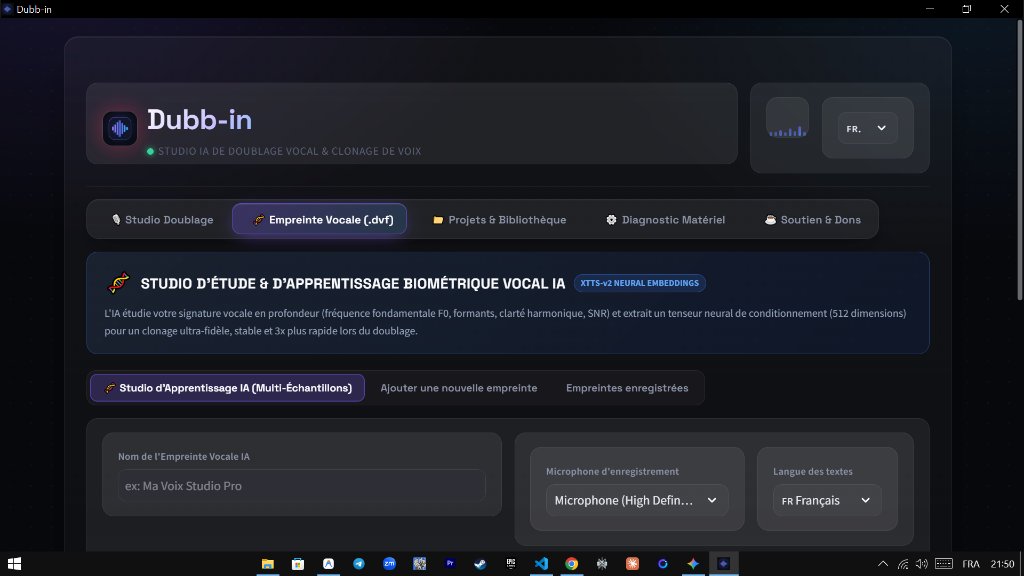 Dubb-in
Dubb-in
STUDIO IA DE DOUBLAGE VOCAL & CLONAGE DE VOIX
FR.
Studio Doublage
Empreinte Vocale (.dvf)
Projets & Bibliothèque
Diagnostic Matériel
Soutien & Dons
STUDIO D'ÉTUDE & D'APPRENTISSAGE BIOMÉTRIQUE VOCAL IA
XTTS-v2 NEURAL EMBEDDINGS
L'IA étudie votre signature vocale en profondeur (fréquence fondamentale F0, formants, clarté harmonique, SNR) et extrait un tenseur neural de conditionnement (512 dimensions)
pour un clonage ultra-fidèle, stable et 3x plus rapide lors du doublage.
Studio d'Apprentissage IA (Multi-Échantillons)
Ajouter une nouvelle empreinte
Empreintes enregistrées
Nom de l'Empreinte Vocale IA
ex: Ma Voix Studio Pro
Microphone d'enregistrement
Microphone (High Defin...
Langue des textes
FR Français
FRA
21:50